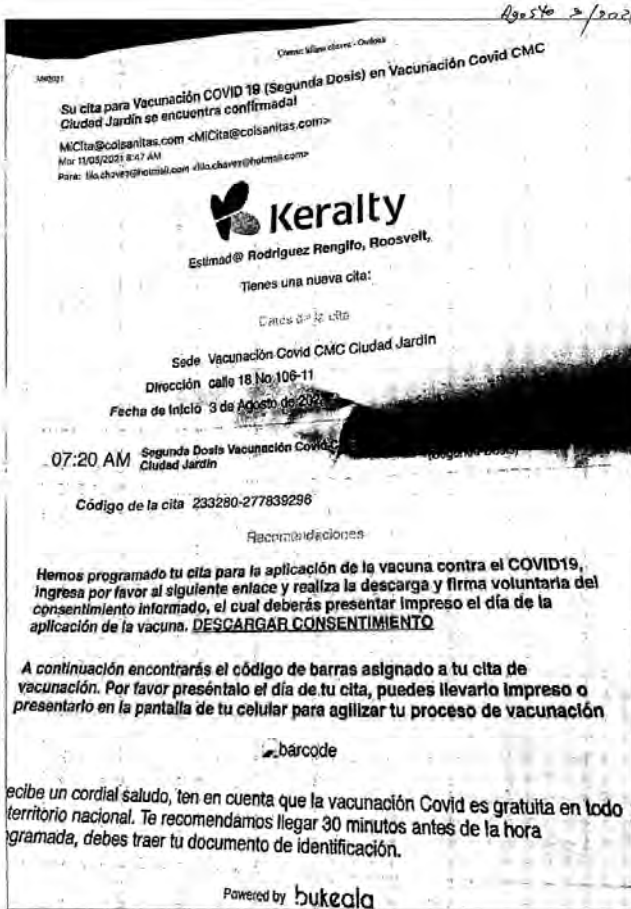 Agosto 3/202
Correo: liliana chavez - Outlook
Su cita para Vacunación COVID 19 (Segunda Dosis) en Vacunación Covid CMC
Ciudad Jardín se encuentra confirmada!
MiCita@colsanitas.com <MiCita@colsanitas.com>
Mar 11/05/2021 8:47 AM
Para: lilo.chavez@hotmail.com <lilo.chavez@hotmail.com>
Keralty
Estimad@ Rodriguez Rengifo, Roosvelt,
Tienes una nueva cita:
Datos de la cita
Sede Vacunación Covid CMC Ciudad Jardín
Dirección calle 18 No 106-11
Fecha de Inicio 3 de Agosto de 202
07:20 AM Segunda Dosis Vacunación Covid
Ciudad Jardín
Código de la cita 233280-277839296
Recomendaciones
Hemos programado tu cita para la aplicación de la vacuna contra el COVID19,
ingresa por favor al siguiente enlace y realiza la descarga y firma voluntaria del
consentimiento informado, el cual deberás presentar impreso el día de la
aplicación de la vacuna. DESCARGAR CONSENTIMIENTO
A continuación encontrarás el código de barras asignado a tu cita de
vacunación. Por favor preséntalo el día de tu cita, puedes llevarlo impreso o
presentarlo en la pantalla de tu celular para agilizar tu proceso de vacunación
barcode
ecibe un cordial saludo, ten en cuenta que la vacunación Covid es gratuita en todo
territorio nacional. Te recomendamos llegar 30 minutos antes de la hora
gramada, debes traer tu documento de identificación.
Powered by bukeala